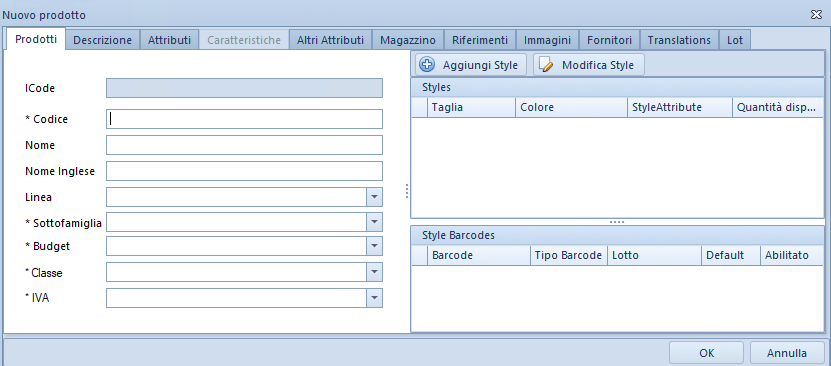 Nuovo prodotto
Prodotti Descrizione Attributi Caratteristiche Altri Attributi Magazzino Riferimenti Immagini Fornitori Translations Lot
ICode
* Codice
Nome
Nome Inglese
Linea
* Sottofamiglia
* Budget
* Classe
* IVA
Aggiungi Style Modifica Style
Styles
Taglia Colore StyleAttribute Quantità disp...
Style Barcodes
Barcode Tipo Barcode Lotto Default Abilitato
OK Annulla